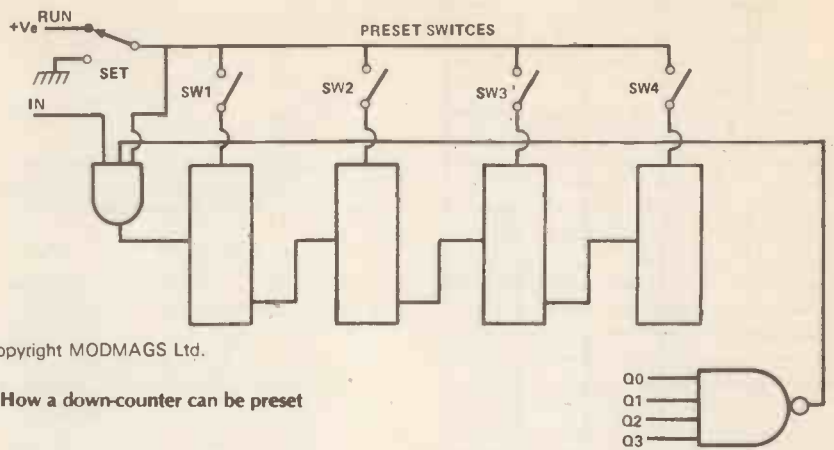 RUN
+Ve
PRESET SWITCES
SET
SW1
SW2
SW3
SW4
IN
opyright MODMAGS Ltd.
How a down-counter can be preset
Q0
Q1
Q2
Q3